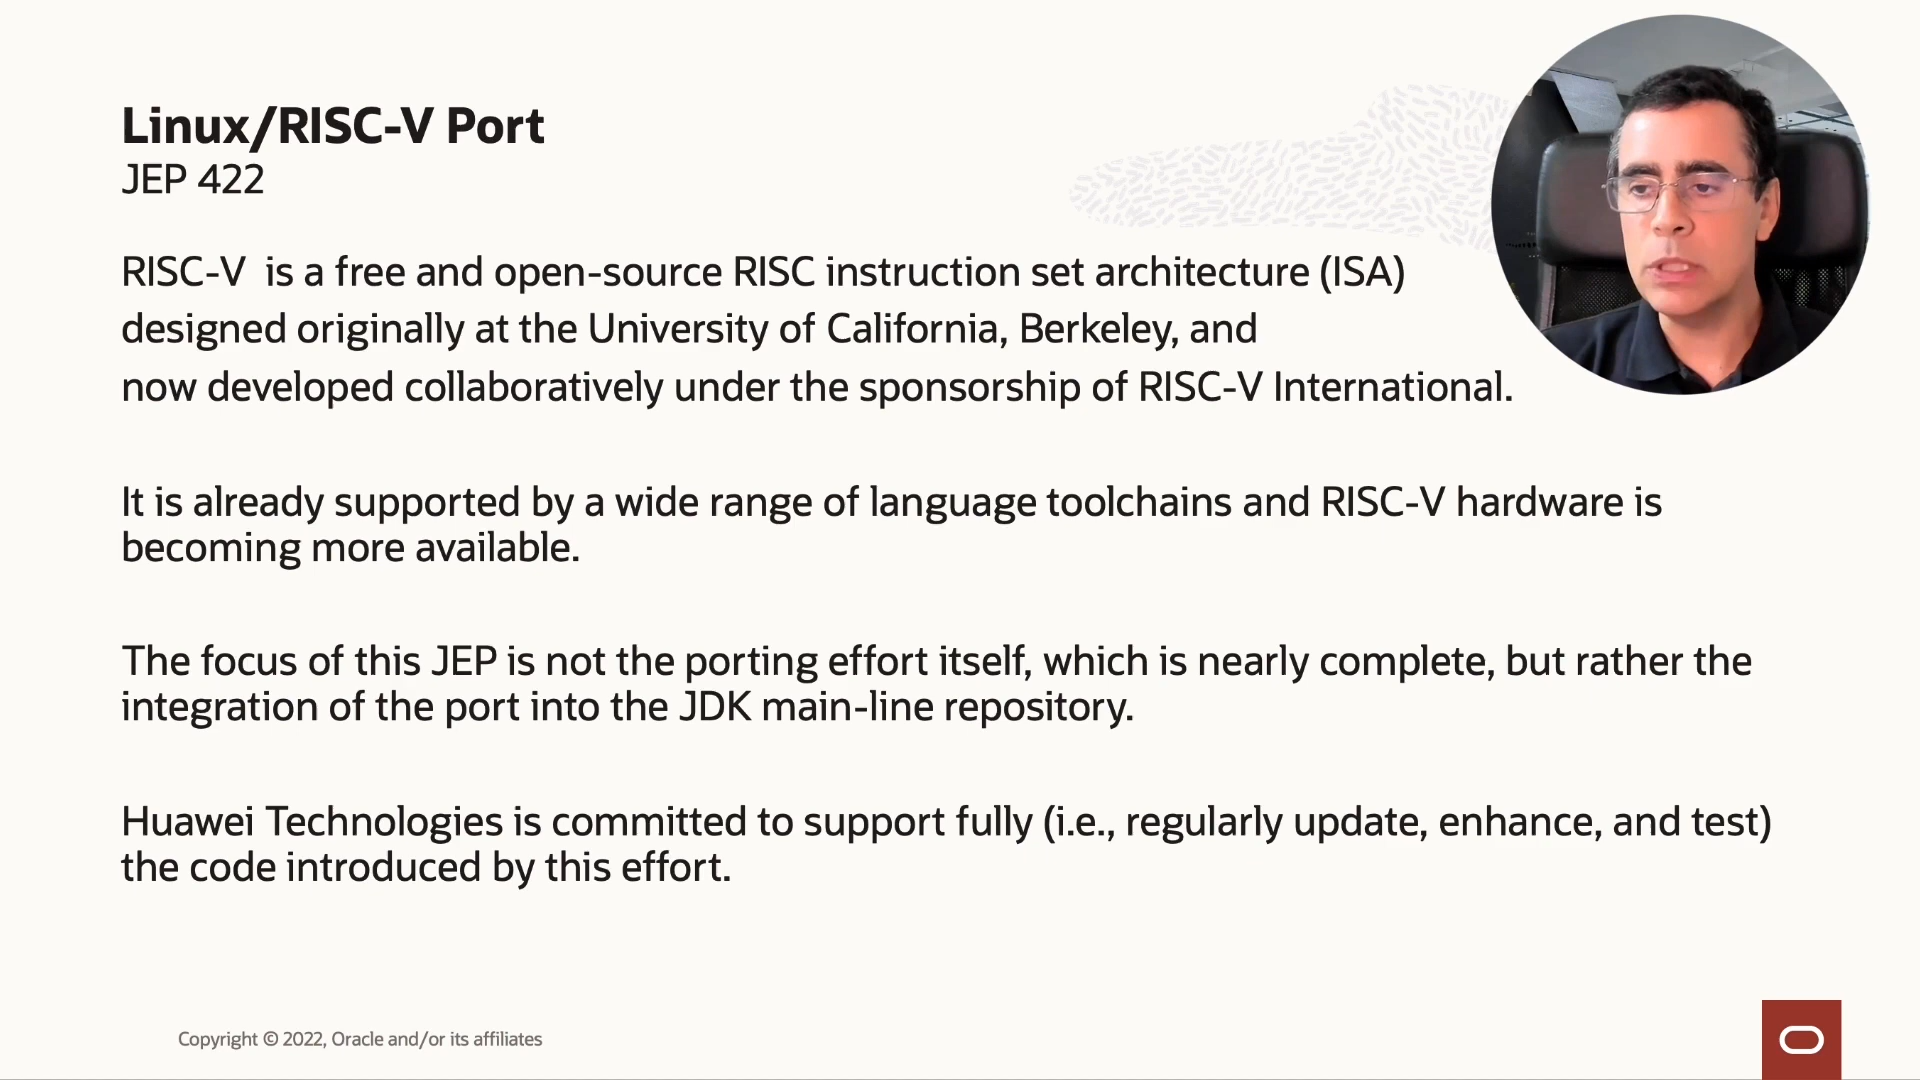 Linux/RISC-V Port
JEP 422
RISC-V  is a free and open-source RISC instruction set architecture (ISA)
designed originally at the University of California, Berkeley, and
now developed collaboratively under the sponsorship of RISC-V International.
It is already supported by a wide range of language toolchains and RISC-V hardware is
becoming more available.
The focus of this JEP is not the porting effort itself, which is nearly complete, but rather the
integration of the port into the JDK main-line repository.
Huawei Technologies is committed to support fully (i.e., regularly update, enhance, and test)
the code introduced by this effort.
Copyright © 2022, Oracle and/or its affiliates